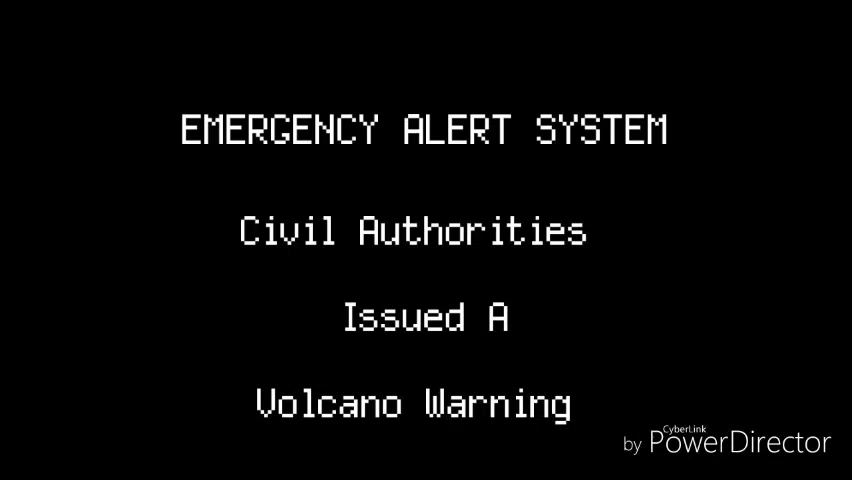 EMERGENCY ALERT SYSTEM
Civil Authorities
Issued A
Volcano Warning
CyberLink
by PowerDirector